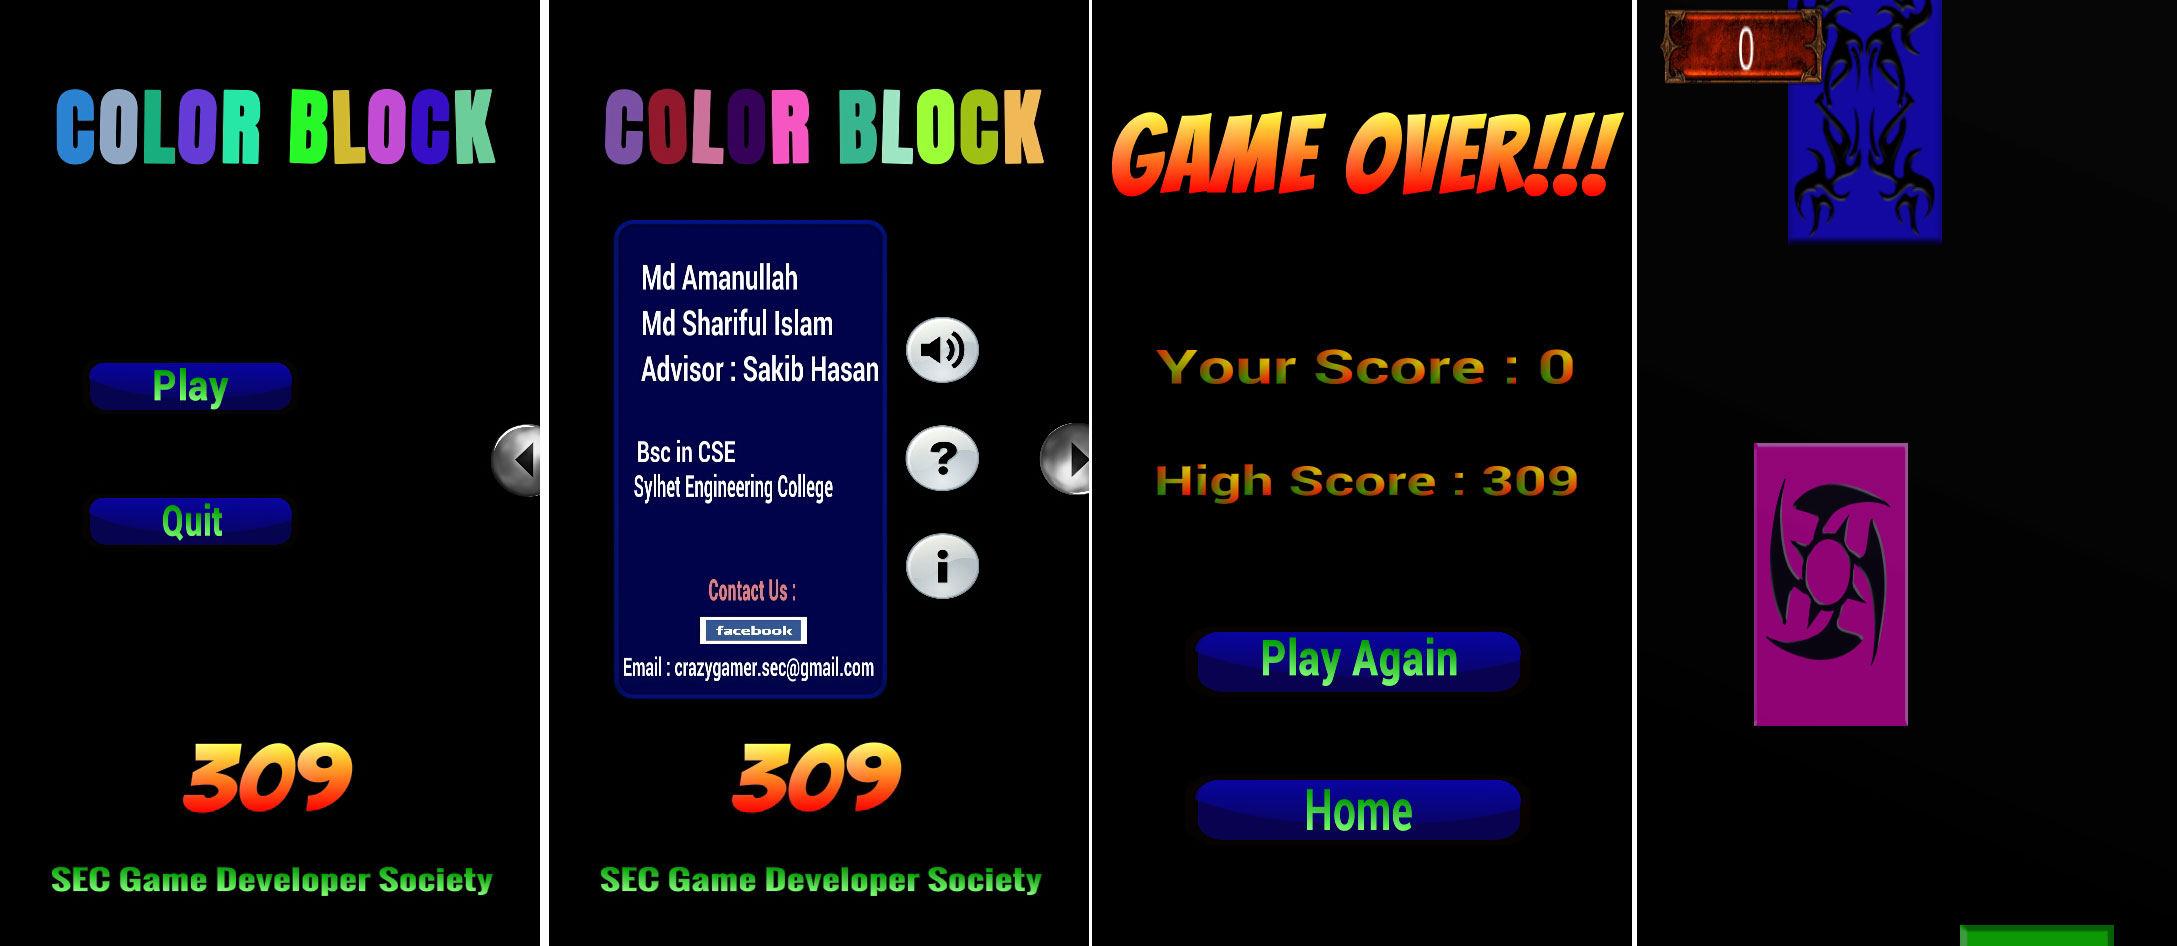 COLOR BLOCK
Play
Quit
309
SEC Game Developer Society
COLOR BLOCK
Md Amanullah
Md Shariful Islam
Advisor : Sakib Hasan
Bsc in CSE
Sylhet Engineering College
Contact Us :
facebook
Email : crazygamer.sec@gmail.com
?
i
309
SEC Game Developer Society
GAME OVER!!!
Your Score : 0
High Score : 309
Play Again
Home
0